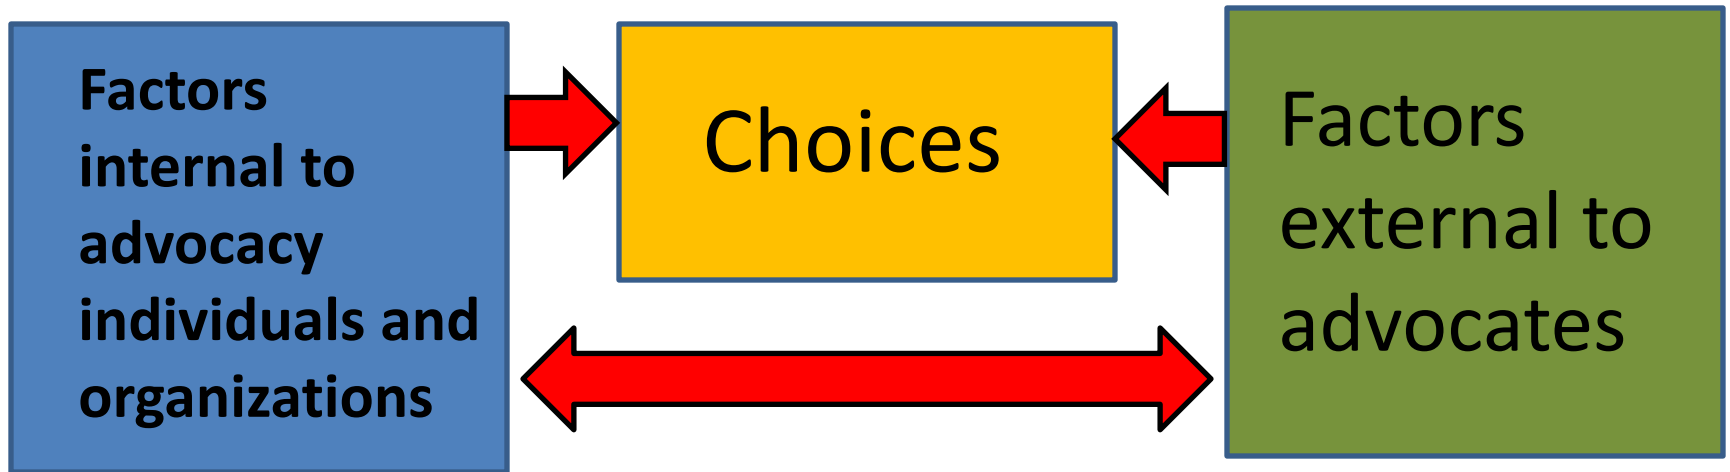 Factors
internal to
advocacy
individuals and
organizations
Choices
Factors
external to
advocates